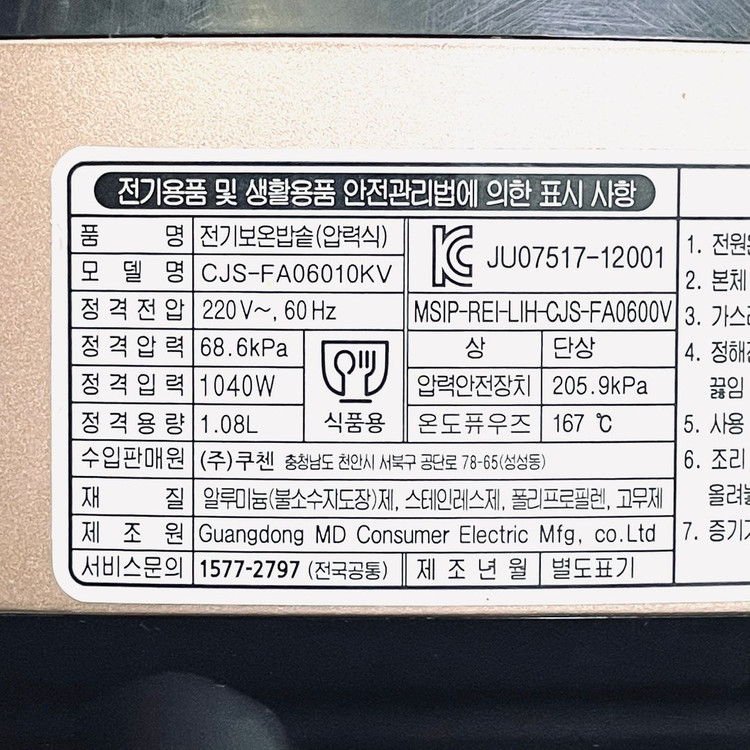 전기용품 및 생활용품 안전관리법에 의한 표시 사항
품 명 전기보온밥솥(압력식)
KC JU07517-12001
모 델 명 CJS-FA06010KV
정격전압 220V~, 60Hz
MSIP-REI-LIH-CJS-FA0600V
정격압력 68.6kPa
상 단상
정격입력 1040W
압력안전장치 205.9kPa
정격용량 1.08L
식품용
온도퓨우즈 167 ℃
수입판매원 (주)쿠첸 충청남도 천안시 서북구 공단로 78-65(성성동)
재 질 알루미늄(불소수지도장)제, 스테인레스제, 폴리프로필렌, 고무제
제 조 원 Guangdong MD Consumer Electric Mfg, co.Ltd
서비스문의 1577-2797 (전국공통) 제조년월 별도표기
1. 전원
2. 본체
3. 가스
4. 정해
끓임
5. 사용
6. 조리
올려
7. 증기